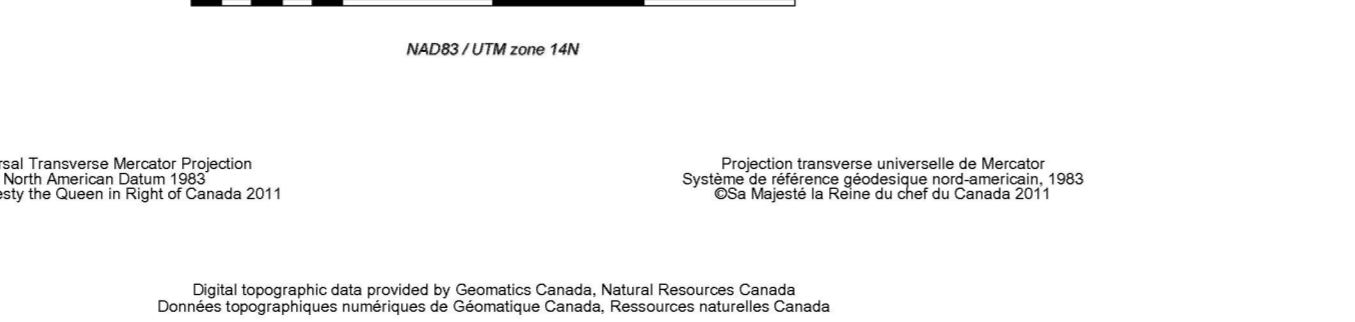 NAD83 / UTM zone 14N
Transverse Mercator Projection
North American Datum 1983
the Queen in Right of Canada 2011
Projection transverse universelle de Mercator
Système de référence géodesique nord-americain, 1983
©Sa Majesté la Reine du chef du Canada 2011
Digital topographic data provided by Geomatics Canada, Natural Resources Canada
Données topographiques numériques de Géomatique Canada, Ressources naturelles Canada